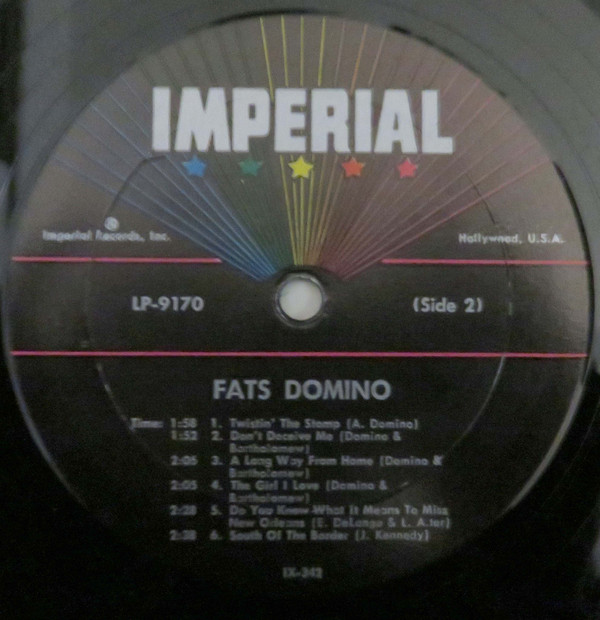 IMPERIAL
®
Imperial Records, Inc.
Hollywood, U.S.A.
LP-9170
(Side 2)
FATS DOMINO
Time: 1:58 1. Twistin' The Stomp (A. Domino)
1:52 2. Don't Deceive Me (Domino &
Bartholomew)
2:05 3. A Long Way From Home (Domino &
Bartholomew)
2:05 4. The Girl I Love (Domino &
Bartholomew)
2:28 5. Do You Know What It Means To Miss
New Orleans (E. DeLange & L. Alter)
2:38 6. South Of The Border (J. Kennedy)
IX-342